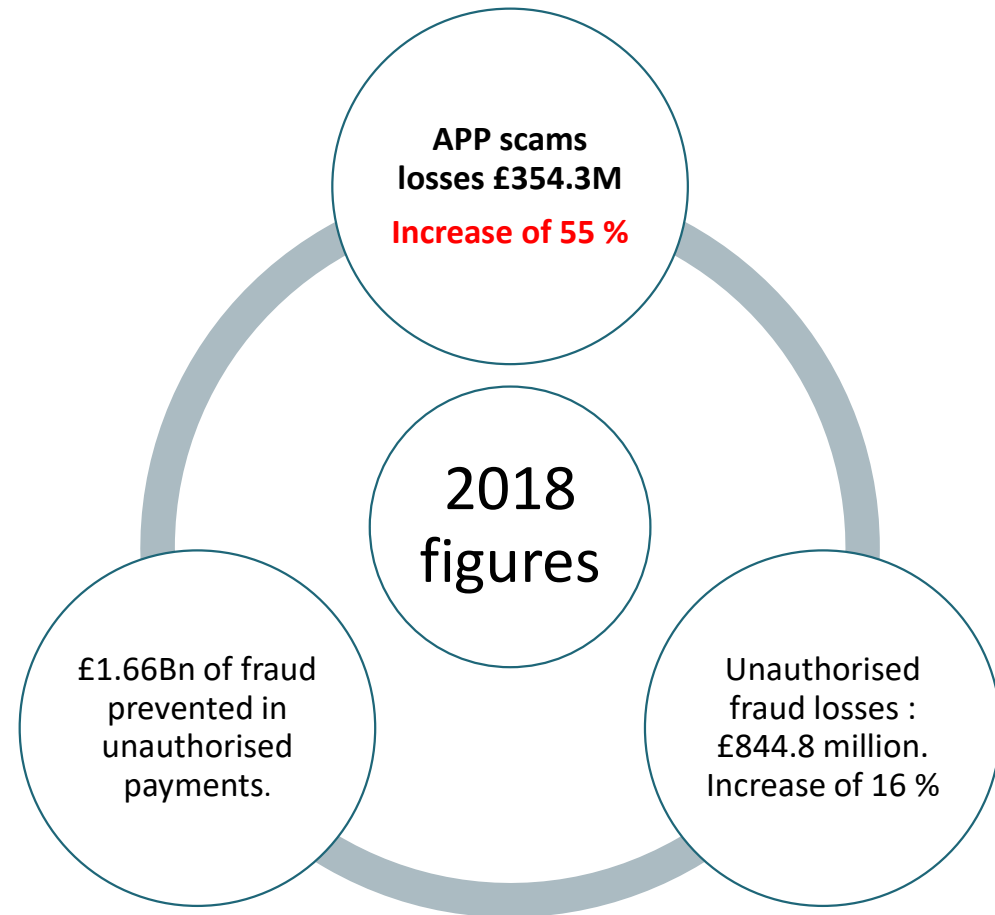 APP scams
losses £354.3M
Increase of 55 %
2018
figures
£1.66Bn of fraud
prevented in
unauthorised
payments.
Unauthorised
fraud losses :
£844.8 million.
Increase of 16 %